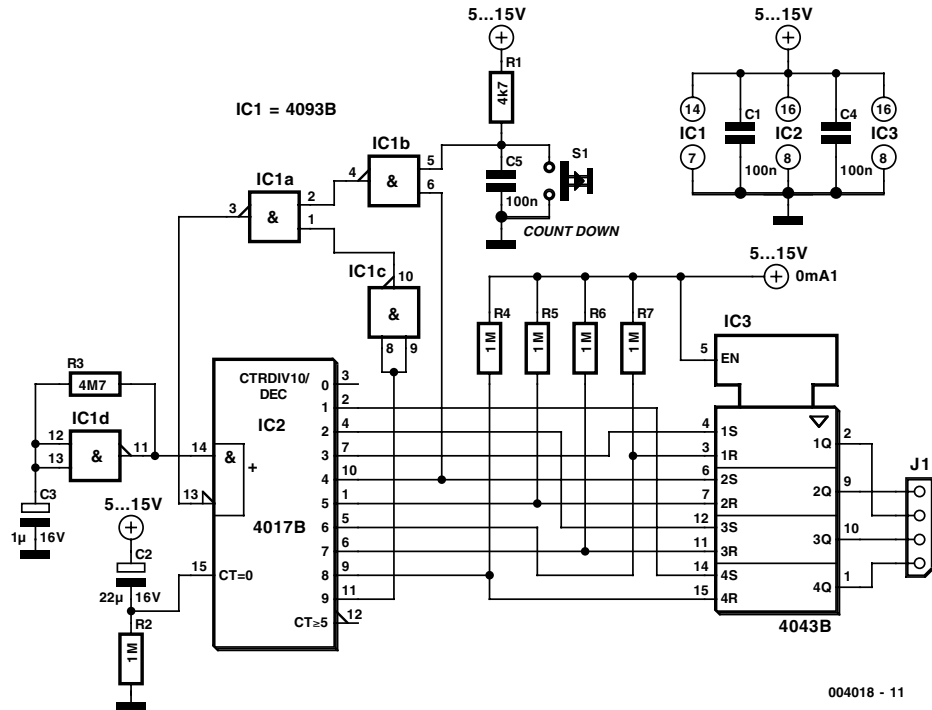 5...15V
R1
4k7
C5
100n
S1
COUNT DOWN
5...15V
14
IC1
7
C1
100n
16
IC2
8
C4
100n
16
IC3
8
IC1 = 4093B
IC1b
4
&
5
6
IC1a
3
&
2
1
IC1c
10
&
8 9
5...15V
0mA1
R4
1M
R5
1M
R6
1M
R7
1M
R3
4M7
IC1d
12
13
&
11
C3
1µ 16V
5...15V
C2
22µ 16V
R2
1M
CTRDIV10/
DEC
IC2
4017B
14
&
+
13
15
CT=0
0 3
1 2
2 4
3 7
4 10
5 1
6 5
7 6
8 9
9 11
CT≥5 12
IC3
5
EN
4 1S
3 1R
6 2S
7 2R
12 3S
11 3R
14 4S
15 4R
1Q 2
2Q 9
3Q 10
4Q 1
4043B
J1
004018 - 11